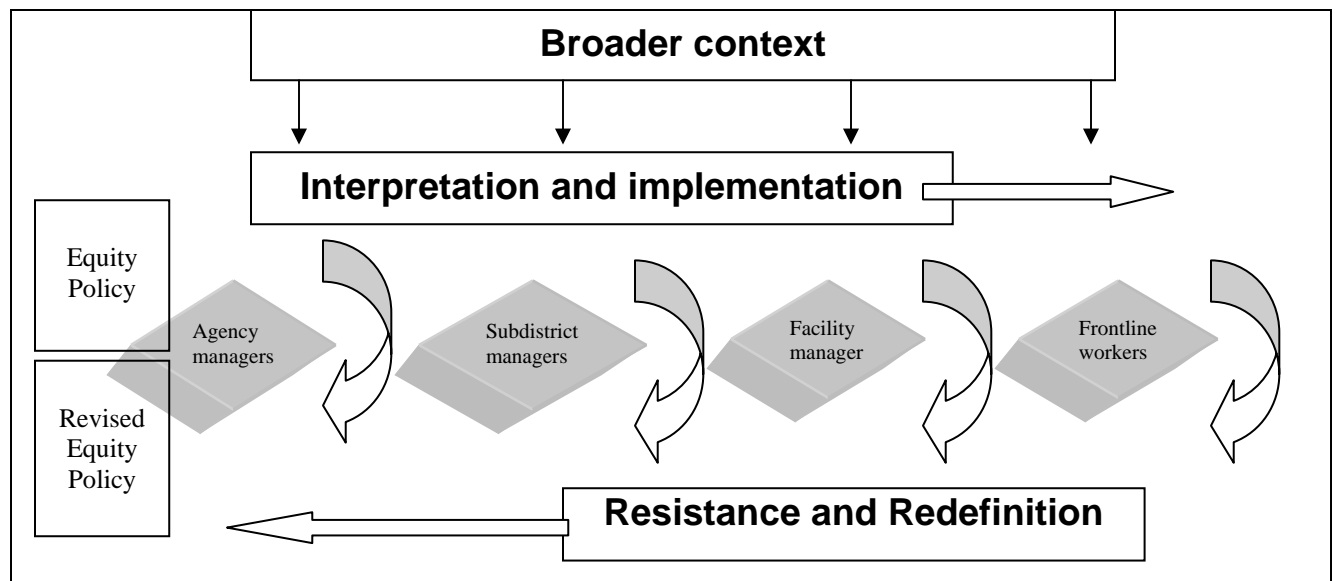 Broader context
Interpretation and implementation
Equity
Policy
Agency
managers
Subdistrict
managers
Facility
manager
Frontline
workers
Revised
Equity
Policy
Resistance and Redefinition